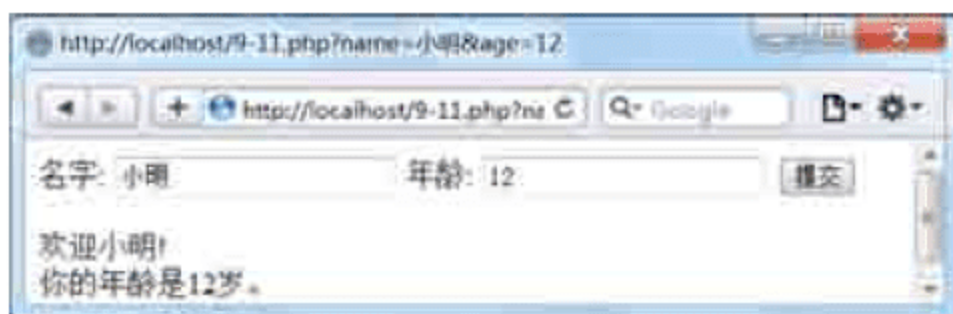 http://localhost/9-11.php?name=小明&age=12
http://localhost/9-11.php?na
Google
名字: 小明 年龄: 12 提交
欢迎小明!
你的年龄是12岁。